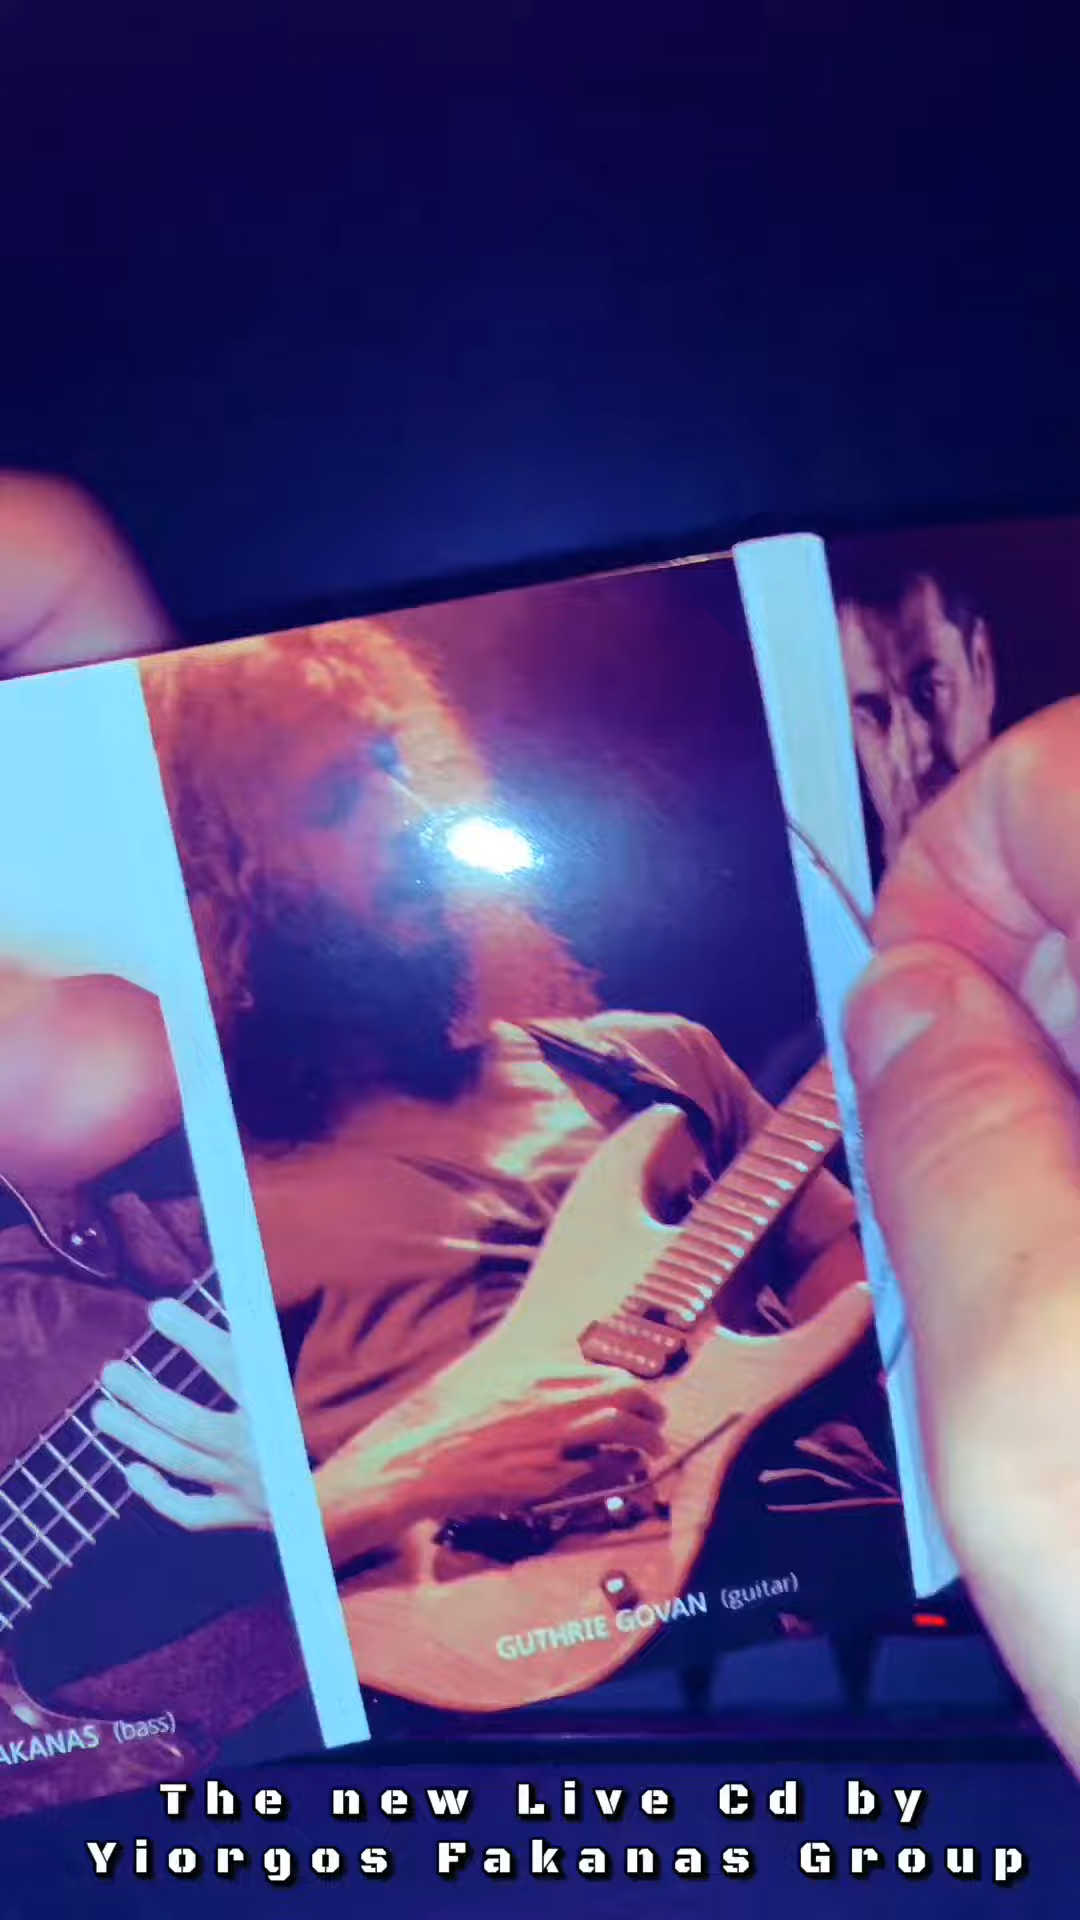 GUTHRIE GOVAN (guitar)
AKANAS (bass)
The new Live Cd by
Yiorgos Fakanas Group